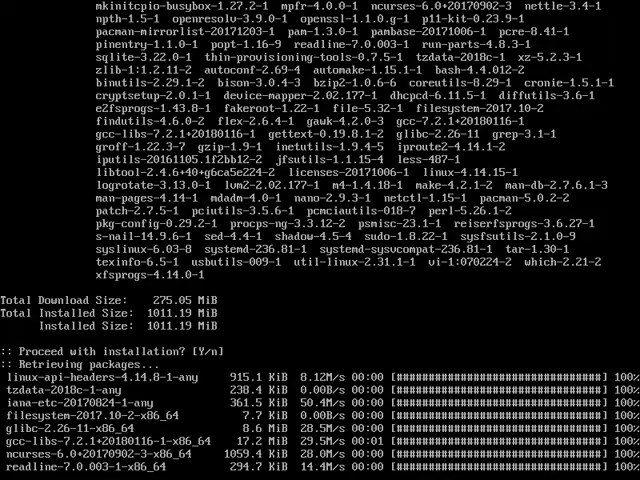 mkinitcpio-busybox-1.27.2-1  mpfr-4.0.0-1  ncurses-6.0+20170902-3  nettle-3.4-1
npth-1.5-1  openresolv-3.9.0-1  openssl-1.1.0.g-1  p11-kit-0.23.9-1
pacman-mirrorlist-20171203-1  pam-1.3.0-1  pambase-20171006-1  pcre-8.41-1
pinentry-1.1.0-1  popt-1.16-9  readline-7.0.003-1  run-parts-4.8.3-1
sqlite-3.22.0-1  thin-provisioning-tools-0.7.5-1  tzdata-2018c-1  xz-5.2.3-1
zlib-1:1.2.11-2  autoconf-2.69-4  automake-1.15.1-1  bash-4.4.012-2
binutils-2.29.1-2  bison-3.0.4-3  bzip2-1.0.6-6  coreutils-8.29-1  cronie-1.5.1-1
cryptsetup-2.0.1-1  device-mapper-2.02.177-1  dhcpcd-6.11.5-1  diffutils-3.6-1
e2fsprogs-1.43.8-1  fakeroot-1.22-1  file-5.32-1  filesystem-2017.10-2
findutils-4.6.0-2  flex-2.6.4-1  gawk-4.2.0-3  gcc-7.2.1+20180116-1
gcc-libs-7.2.1+20180116-1  gettext-0.19.8.1-2  glibc-2.26-11  grep-3.1-1
groff-1.22.3-7  gzip-1.9-1  inetutils-1.9.4-5  iproute2-4.14.1-2
iputils-20161105.1f2bb12-2  jfsutils-1.1.15-4  less-487-1
libtool-2.4.6+40+g6ca5e224-2  licenses-20171006-1  linux-4.14.15-1
logrotate-3.13.0-1  lvm2-2.02.177-1  m4-1.4.18-1  make-4.2.1-2  man-db-2.7.6.1-3
man-pages-4.14-1  mdadm-4.0-1  nano-2.9.3-1  netctl-1.15-1  pacman-5.0.2-2
patch-2.7.5-1  pciutils-3.5.6-1  pcmciautils-018-7  perl-5.26.1-2
pkg-config-0.29.2-1  procps-ng-3.3.12-2  psmisc-23.1-1  reiserfsprogs-3.6.27-1
s-nail-14.9.6-1  sed-4.4-1  shadow-4.5-4  sudo-1.8.22-1  sysfsutils-2.1.0-9
syslinux-6.03-8  systemd-236.81-1  systemd-sysvcompat-236.81-1  tar-1.30-1
texinfo-6.5-1  usbutils-009-1  util-linux-2.31.1-1  vi-1:070224-2  which-2.21-2
xfsprogs-4.14.0-1
Total Download Size:    275.05 MiB
Total Installed Size:  1011.19 MiB
Installed Size:  1011.19 MiB
:: Proceed with installation? [Y/n]
:: Retrieving packages...
linux-api-headers-4.14.8-1-any  915.1 KiB  8.12M/s 00:00 [################################] 100%
tzdata-2018c-1-any  238.4 KiB  0.00B/s 00:00 [################################] 100%
iana-etc-20170824-1-any  361.5 KiB  50.4M/s 00:00 [################################] 100%
filesystem-2017.10-2-x86_64  7.7 KiB  0.00B/s 00:00 [################################] 100%
glibc-2.26-11-x86_64  8.6 MiB  28.5M/s 00:00 [################################] 100%
gcc-libs-7.2.1+20180116-1-x86_64  17.2 MiB  29.5M/s 00:01 [################################] 100%
ncurses-6.0+20170902-3-x86_64  1059.4 KiB  28.0M/s 00:00 [################################] 100%
readline-7.0.003-1-x86_64  294.7 KiB  14.4M/s 00:00 [################################] 100%